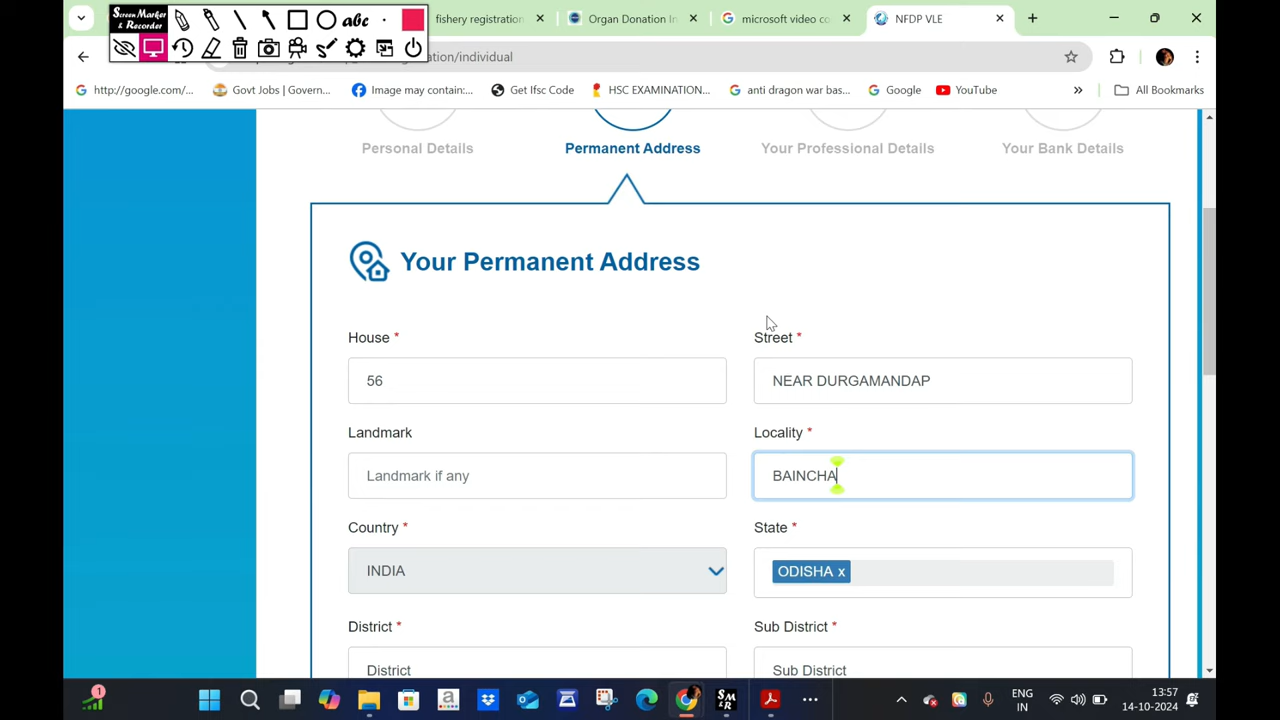 Screen Marker
& Recorder
abc
fishery registration
Organ Donation In
microsoft video co
NFDP VLE
ation/individual
http://google.com/...
Govt Jobs | Govern...
Image may contain:...
Get Ifsc Code
HSC EXAMINATION...
anti dragon war bas...
Google
YouTube
All Bookmarks
Personal Details
Permanent Address
Your Professional Details
Your Bank Details
Your Permanent Address
House *
Street *
56
NEAR DURGAMANDAP
Landmark
Locality *
Landmark if any
BAINCHA
Country *
State *
INDIA
ODISHA x
District *
Sub District *
District
Sub District
1
a
SM
&R
ENG
IN
13:57
14-10-2024